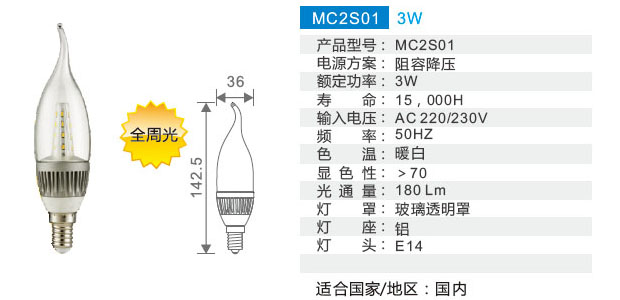 MC2S01 3W
全周光
36
142.5
产品型号：MC2S01
电源方案：阻容降压
额定功率：3W
寿 命：15，000H
输入电压：AC 220/230V
频 率：50HZ
色 温：暖白
显 色 性：＞70
光 通 量：180 Lm
灯 罩：玻璃透明罩
灯 座：铝
灯 头：E14
适合国家/地区：国内